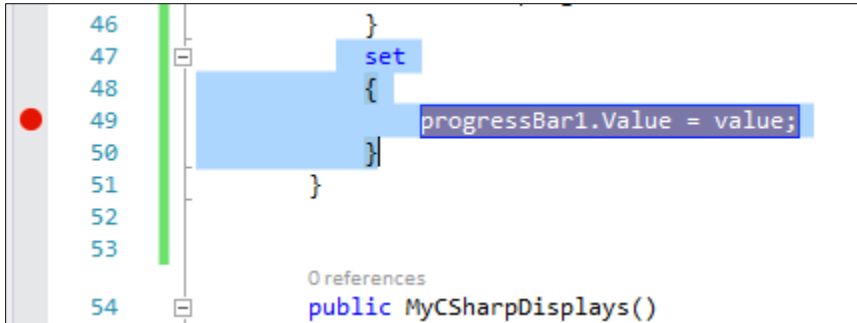 46 }
47 set
48 {
49 progressBar1.Value = value;
50 }
51 }
52
53
0 references
54 public MyCSharpDisplays()